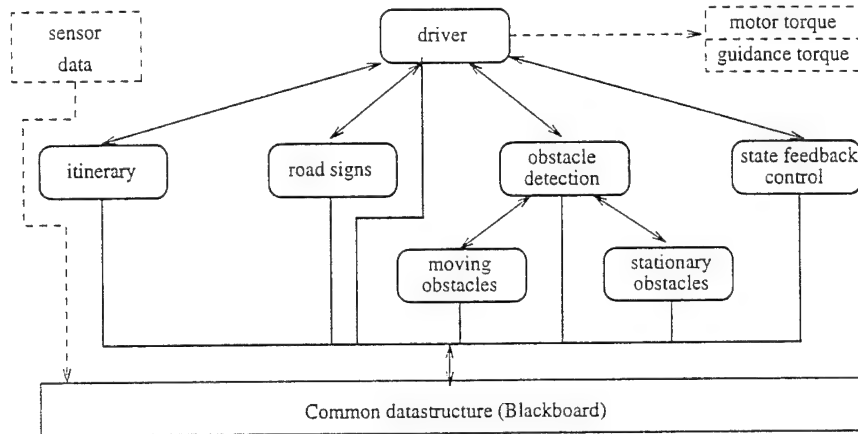 sensor
data
driver
motor torque
guidance torque
itinerary
road signs
obstacle
detection
state feedback
control
moving
obstacles
stationary
obstacles
Common datastructure (Blackboard)